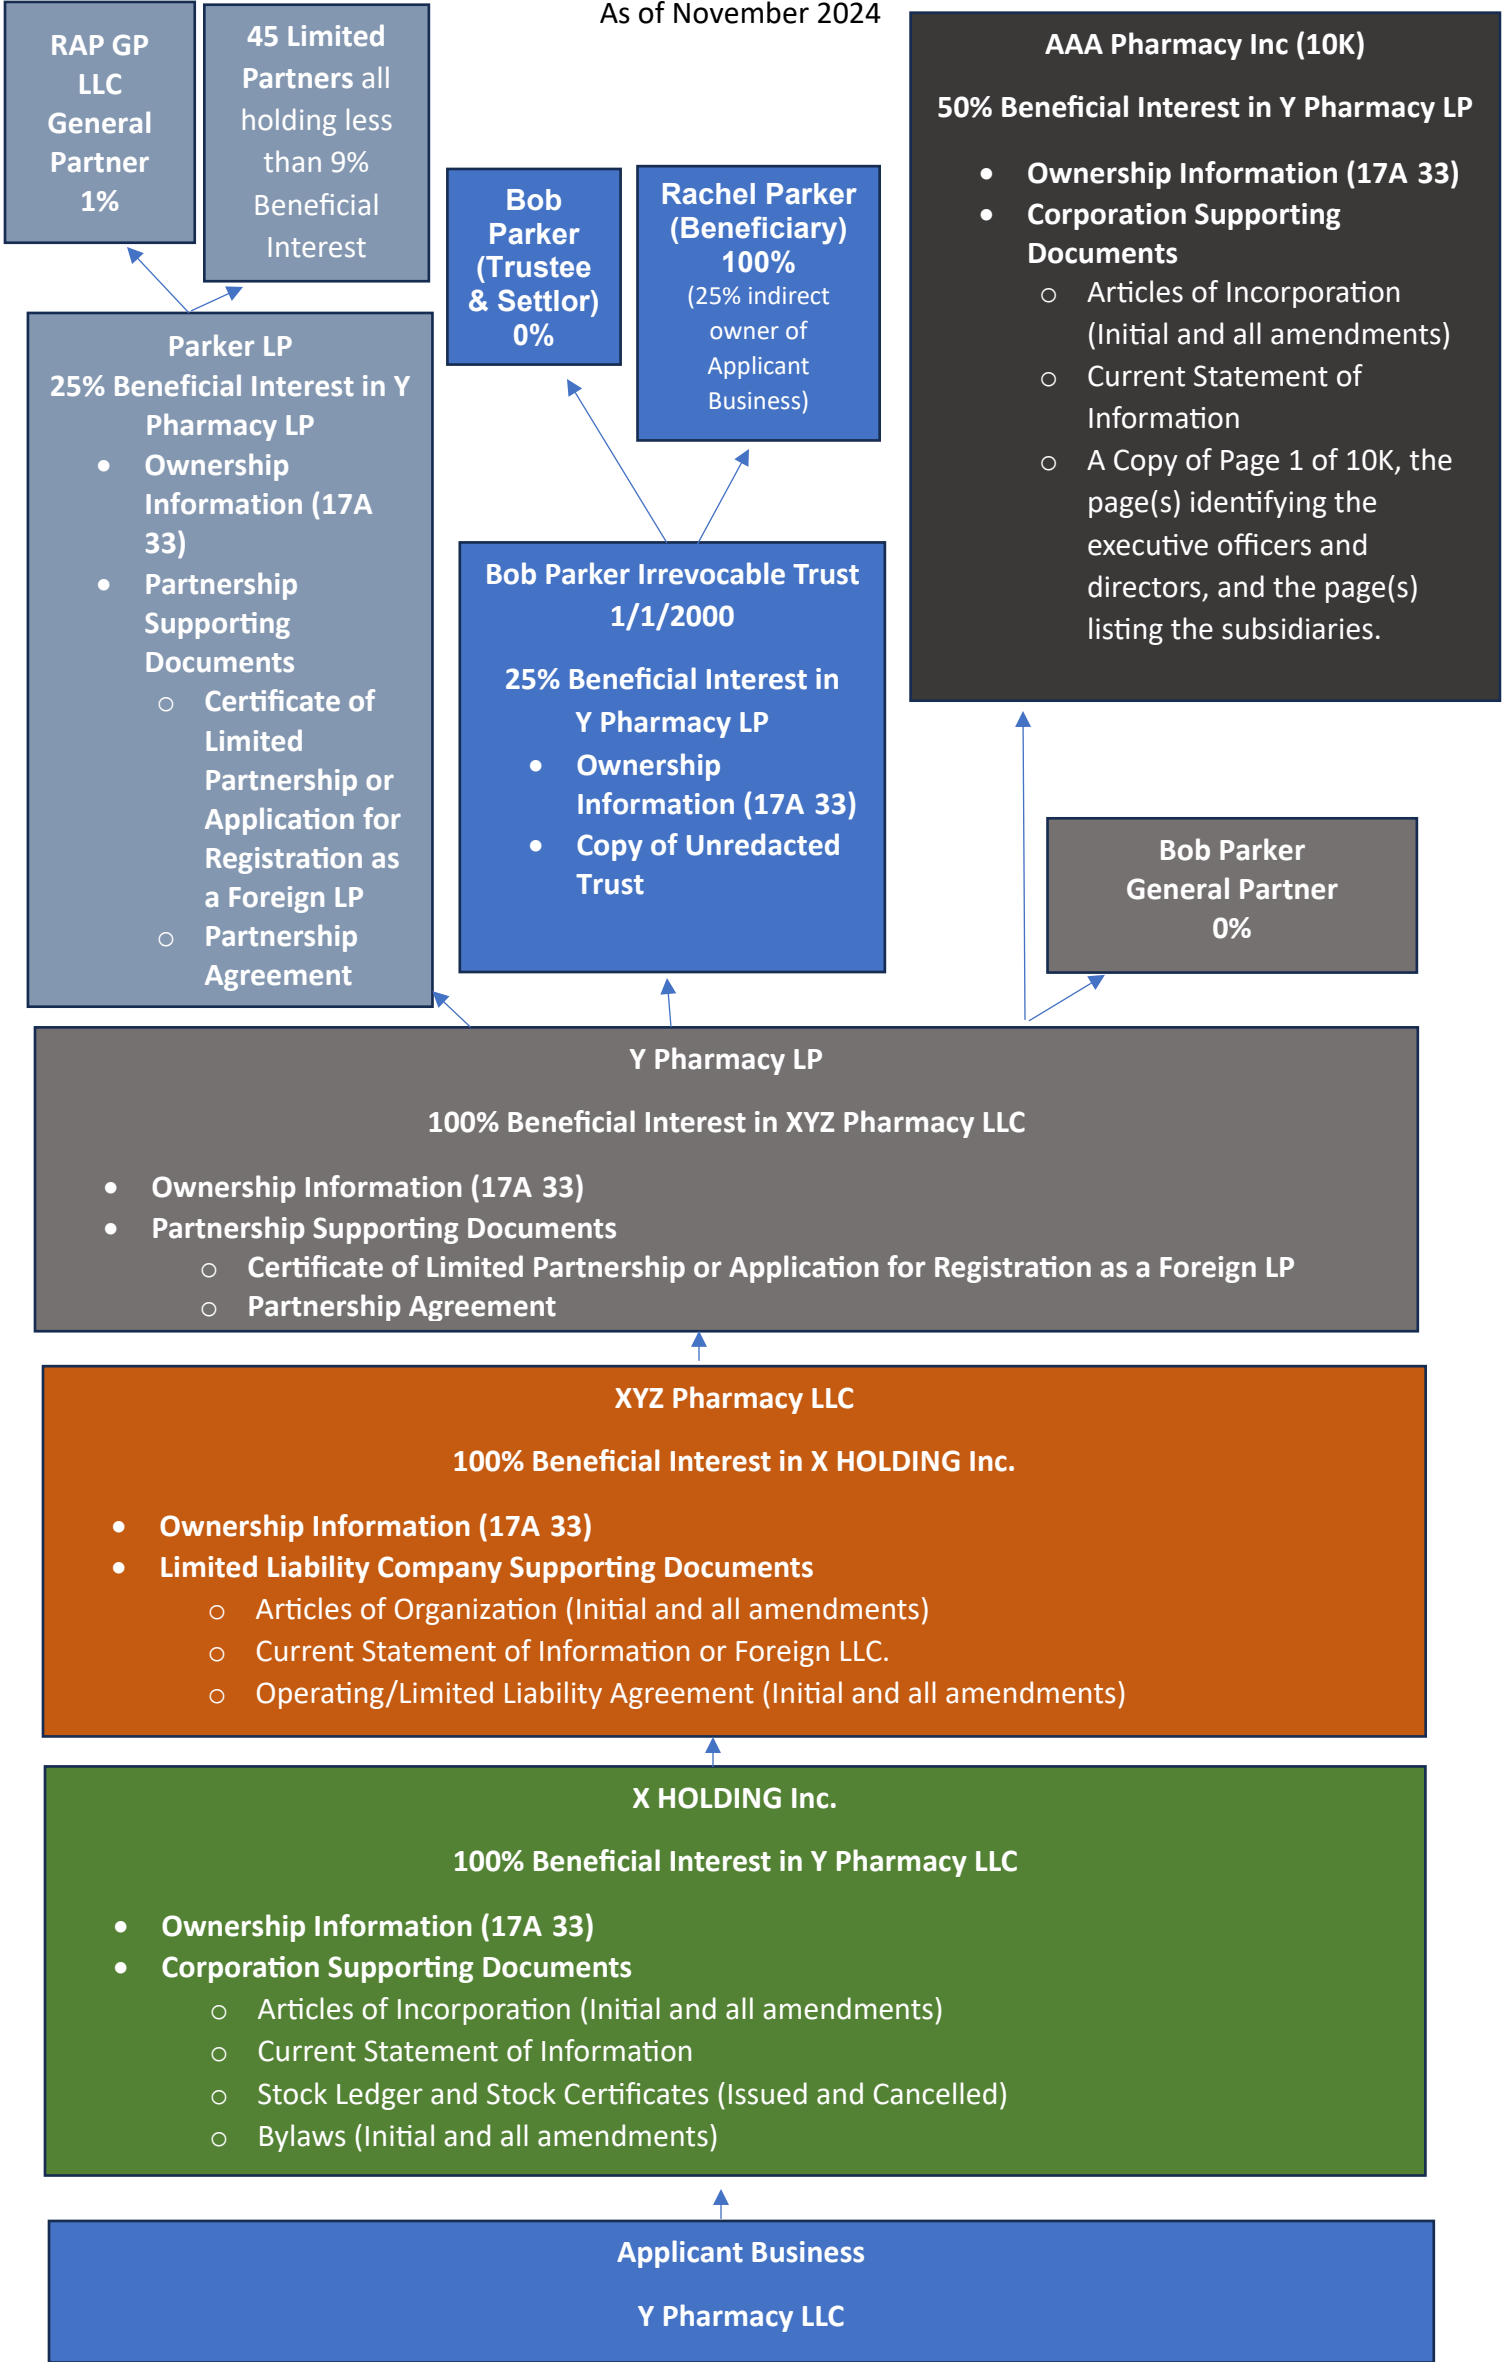 As of November 2024
RAP GP
LLC
General
Partner
1%
45 Limited
Partners all
holding less
than 9%
Beneficial
Interest
Bob
Parker
(Trustee
& Settlor)
0%
Rachel Parker
(Beneficiary)
100%
(25% indirect
owner of
Applicant
Business)
AAA Pharmacy Inc (10K)
50% Beneficial Interest in Y Pharmacy LP
• Ownership Information (17A 33)
• Corporation Supporting
Documents
o Articles of Incorporation
(Initial and all amendments)
o Current Statement of
Information
o A Copy of Page 1 of 10K, the
page(s) identifying the
executive officers and
directors, and the page(s)
listing the subsidiaries.
Parker LP
25% Beneficial Interest in Y
Pharmacy LP
• Ownership
Information (17A
33)
• Partnership
Supporting
Documents
o Certificate of
Limited
Partnership or
Application for
Registration as
a Foreign LP
o Partnership
Agreement
Bob Parker Irrevocable Trust
1/1/2000
25% Beneficial Interest in
Y Pharmacy LP
• Ownership
Information (17A 33)
• Copy of Unredacted
Trust
Bob Parker
General Partner
0%
Y Pharmacy LP
100% Beneficial Interest in XYZ Pharmacy LLC
• Ownership Information (17A 33)
• Partnership Supporting Documents
o Certificate of Limited Partnership or Application for Registration as a Foreign LP
o Partnership Agreement
XYZ Pharmacy LLC
100% Beneficial Interest in X HOLDING Inc.
• Ownership Information (17A 33)
• Limited Liability Company Supporting Documents
o Articles of Organization (Initial and all amendments)
o Current Statement of Information or Foreign LLC.
o Operating/Limited Liability Agreement (Initial and all amendments)
X HOLDING Inc.
100% Beneficial Interest in Y Pharmacy LLC
• Ownership Information (17A 33)
• Corporation Supporting Documents
o Articles of Incorporation (Initial and all amendments)
o Current Statement of Information
o Stock Ledger and Stock Certificates (Issued and Cancelled)
o Bylaws (Initial and all amendments)
Applicant Business
Y Pharmacy LLC